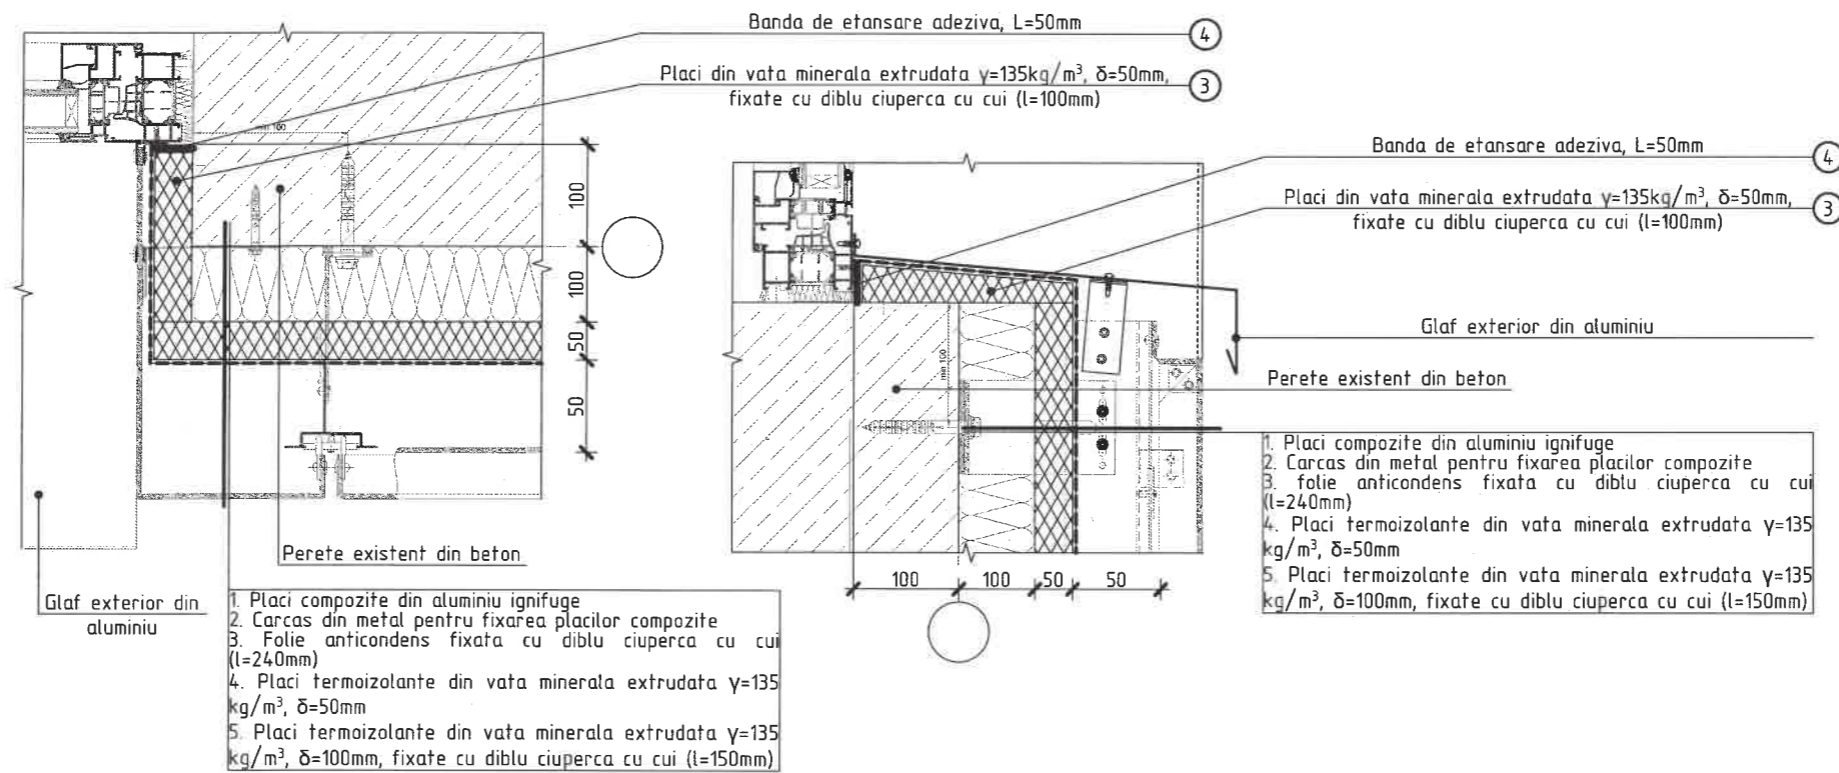 Banda de etansare adeziva, L=50mm
4
Placi din vata minerala extrudata γ=135kg/m³, δ=50mm,
fixate cu diblu ciuperca cu cui (l=100mm)
3
min 100
100
100
50
50
Perete existent din beton
Glaf exterior din
aluminiu
1. Placi compozite din aluminiu ignifuge
2. Carcas din metal pentru fixarea placilor compozite
3. Folie anticondens fixata cu diblu ciuperca cu cui
(l=240mm)
4. Placi termoizolante din vata minerala extrudata γ=135
kg/m³, δ=50mm
5. Placi termoizolante din vata minerala extrudata γ=135
kg/m³, δ=100mm, fixate cu diblu ciuperca cu cui (l=150mm)
Banda de etansare adeziva, L=50mm
4
Placi din vata minerala extrudata γ=135kg/m³, δ=50mm,
fixate cu diblu ciuperca cu cui (l=100mm)
3
Glaf exterior din aluminiu
Perete existent din beton
min 100
1. Placi compozite din aluminiu ignifuge
2. Carcas din metal pentru fixarea placilor compozite
3. folie anticondens fixata cu diblu ciuperca cu cui
(l=240mm)
4. Placi termoizolante din vata minerala extrudata γ=135
kg/m³, δ=50mm
5. Placi termoizolante din vata minerala extrudata γ=135
kg/m³, δ=100mm, fixate cu diblu ciuperca cu cui (l=150mm)
100
100
50
50